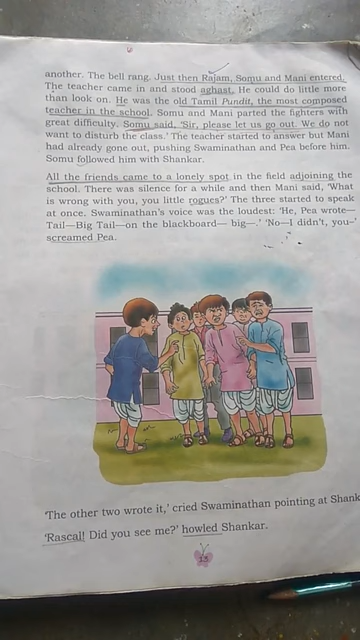 another. The bell rang. Just then Rajam, Somu and Mani entered.
The teacher came in and stood aghast. He could do little more
than look on. He was the old Tamil Pundit, the most composed
teacher in the school. Somu and Mani parted the fighters with
great difficulty. Somu said, 'Sir, please let us go out. We do not
want to disturb the class.' The teacher started to answer but Mani
had already gone out, pushing Swaminathan and Pea before him.
Somu followed him with Shankar.
All the friends came to a lonely spot in the field adjoining the
school. There was silence for a while and then Mani said, 'What
is wrong with you, you little rogues?' The three started to speak
at once. Swaminathan's voice was the loudest: 'He, Pea wrote—
Tail—Big Tail—on the blackboard— big—.' 'No—I didn't, you–'
screamed Pea.
'The other two wrote it,' cried Swaminathan pointing at Shank
'Rascal! Did you see me?' howled Shankar.